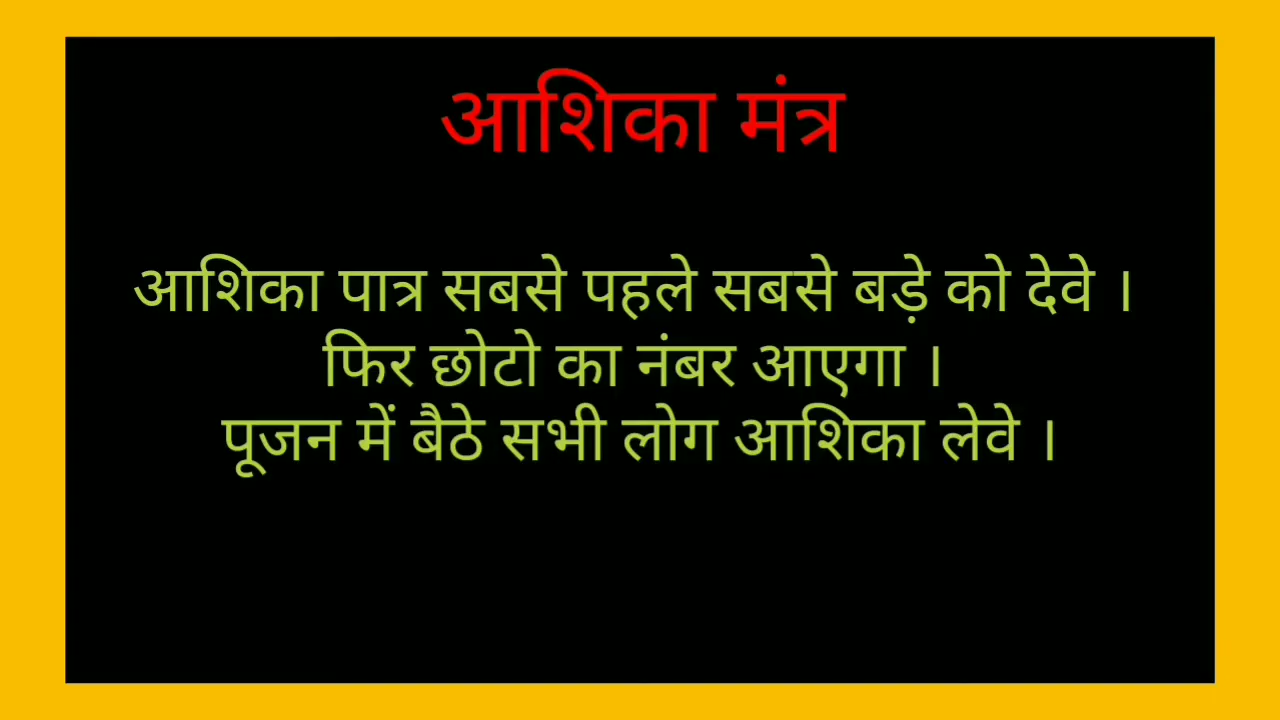 आशिका मंत्र
आशिका पात्र सबसे पहले सबसे बड़े को देवे ।
फिर छोटो का नंबर आएगा ।
पूजन में बैठे सभी लोग आशिका लेवे ।